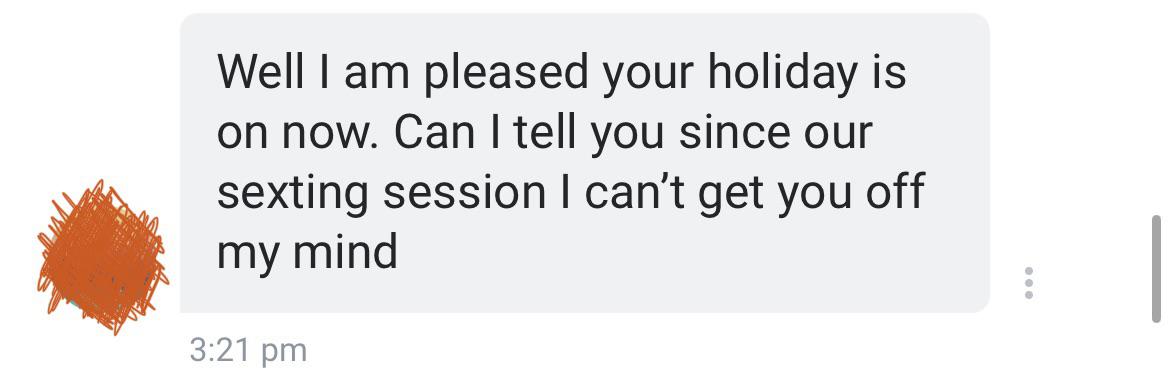 Well I am pleased your holiday is
on now. Can I tell you since our
sexting session I can’t get you off
my mind
3:21 pm